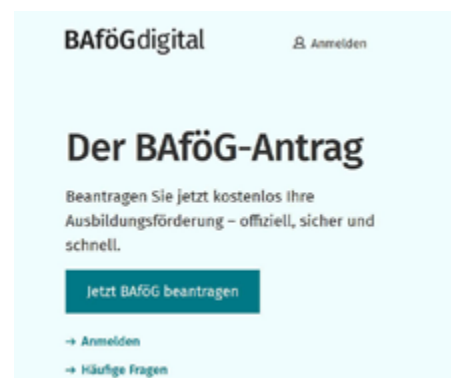 BAföGdigital
Anmelden
Der BAföG-Antrag
Beantragen Sie jetzt kostenlos Ihre
Ausbildungsförderung – offiziell, sicher und
schnell.
Jetzt BAföG beantragen
→ Anmelden
→ Häufige Fragen